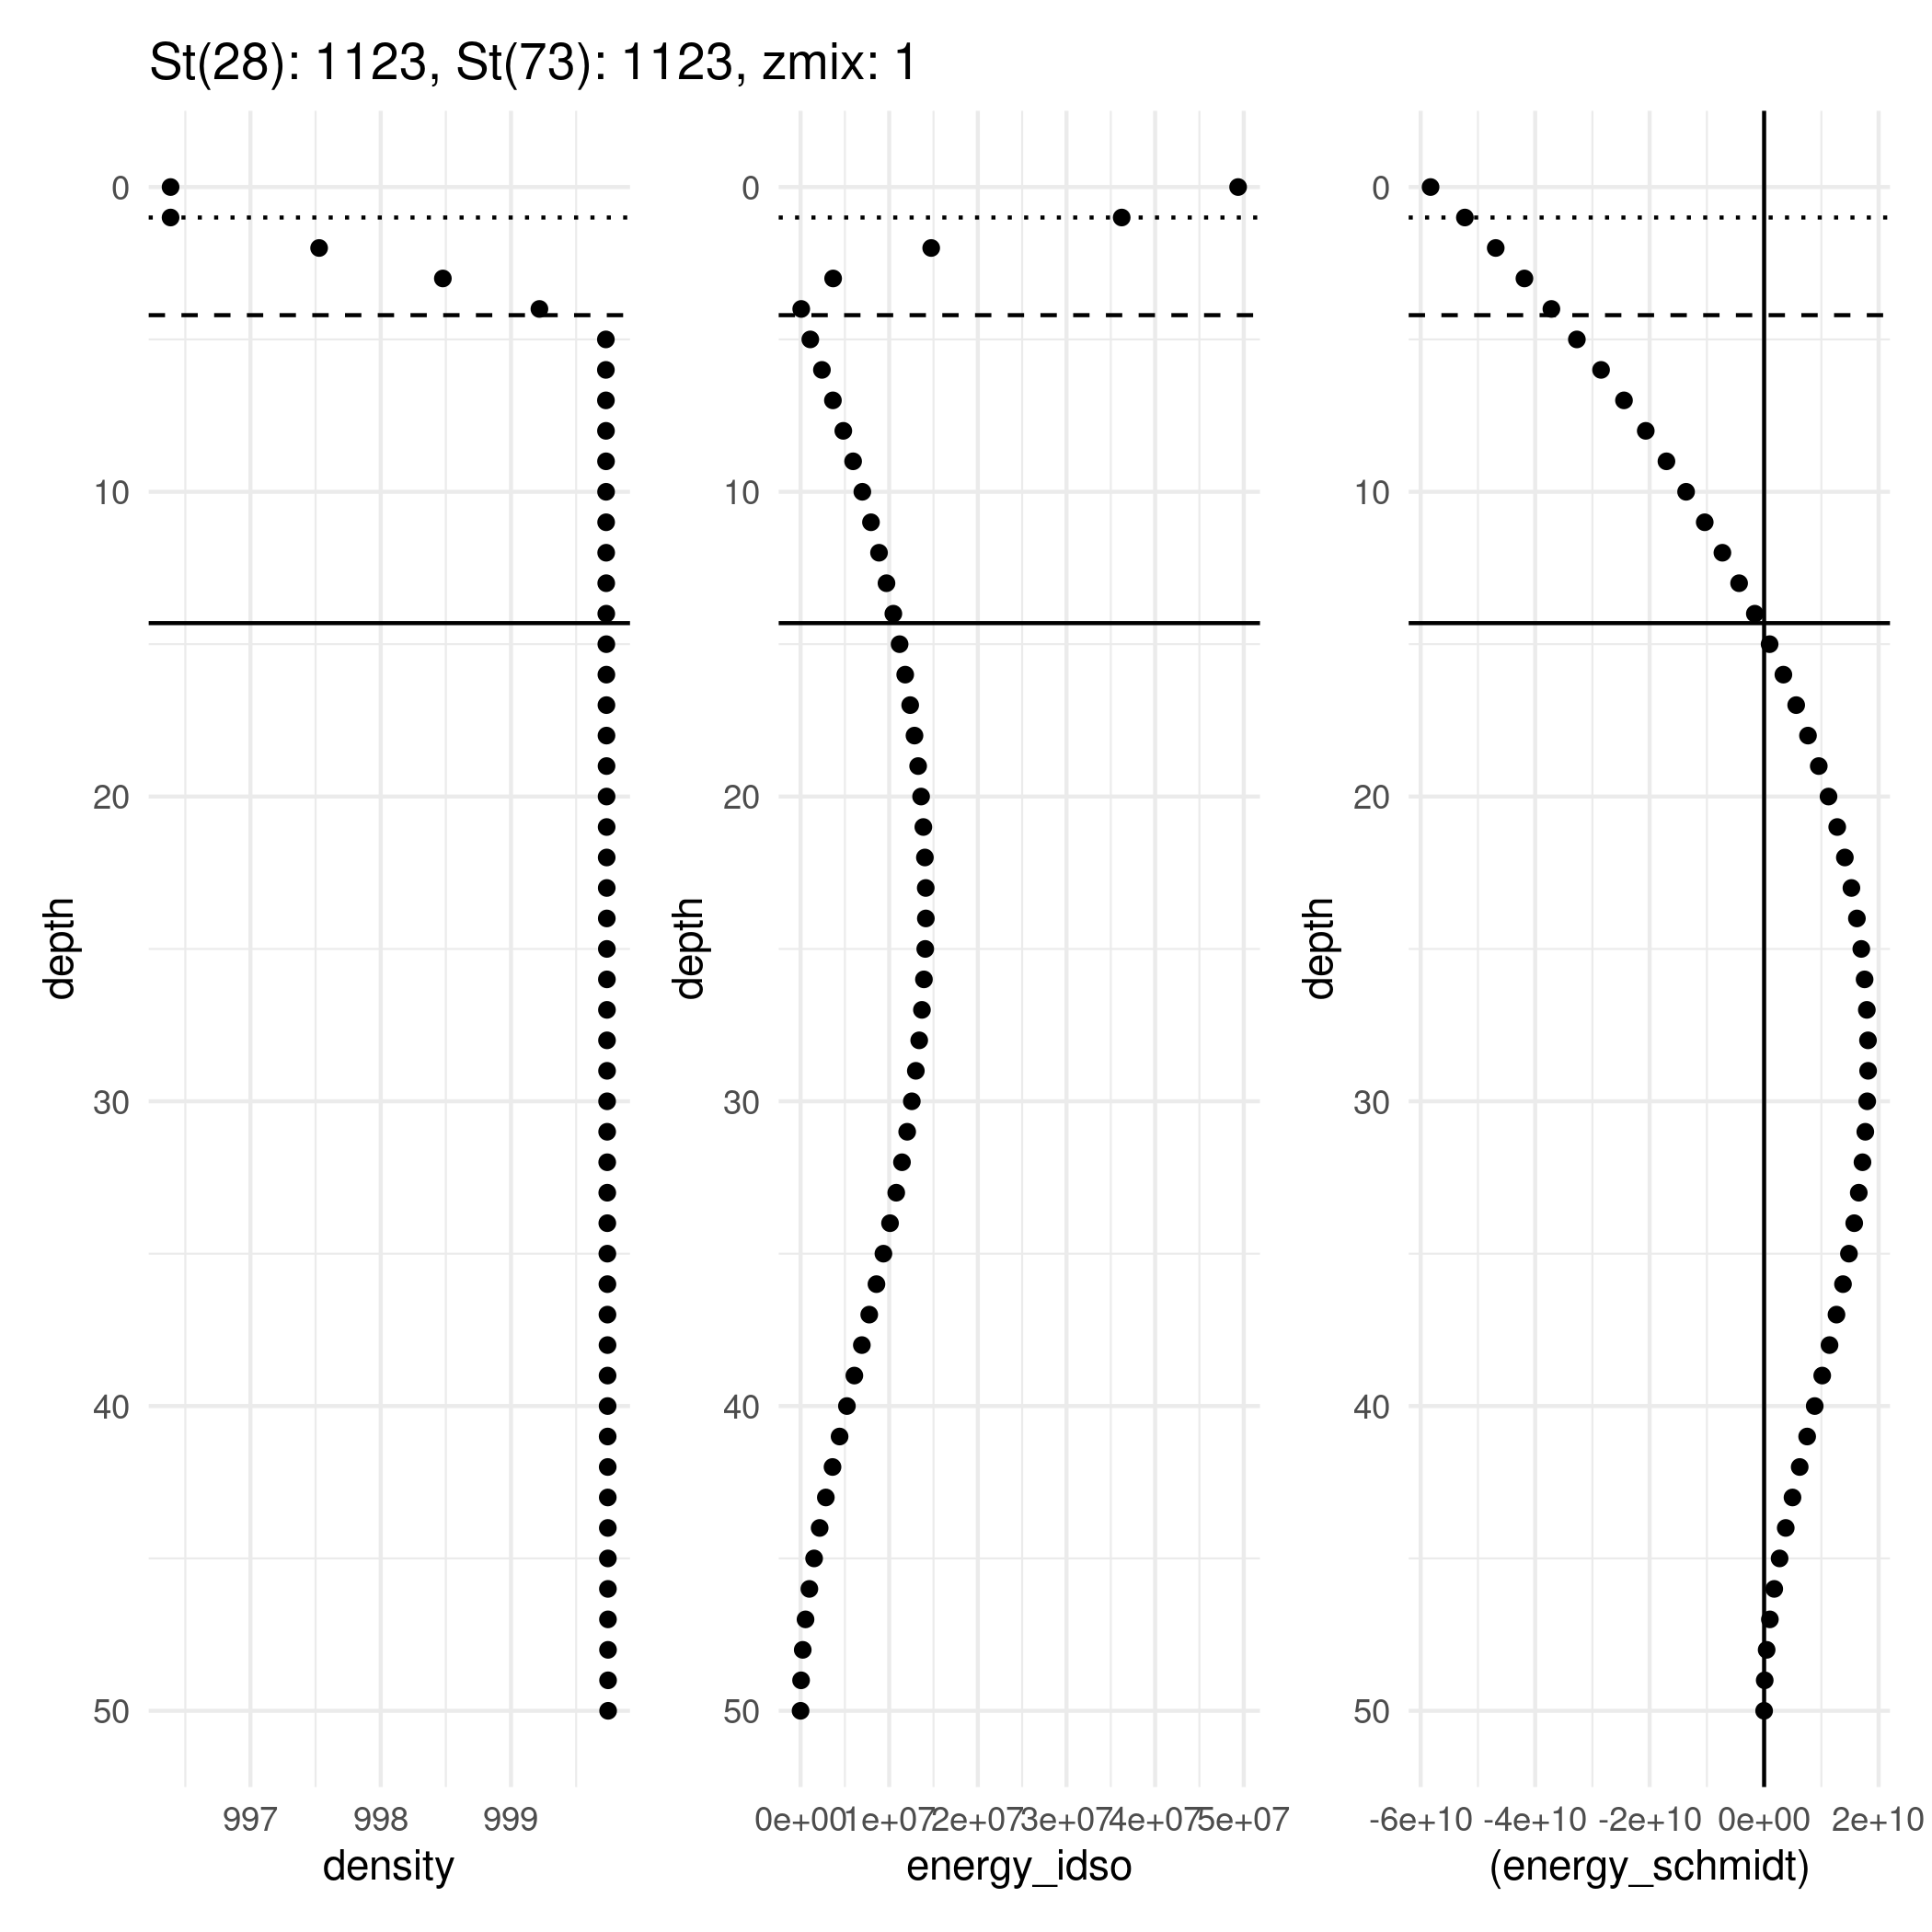 St(28): 1123, St(73): 1123, zmix: 1
0
10
20
30
40
50
depth
997
998
999
density
0
10
20
30
40
50
depth
0e+00
1e+07
2e+07
3e+07
4e+07
5e+07
energy_idso
0
10
20
30
40
50
depth
-6e+10
-4e+10
-2e+10
0e+00
2e+10
(energy_schmidt)